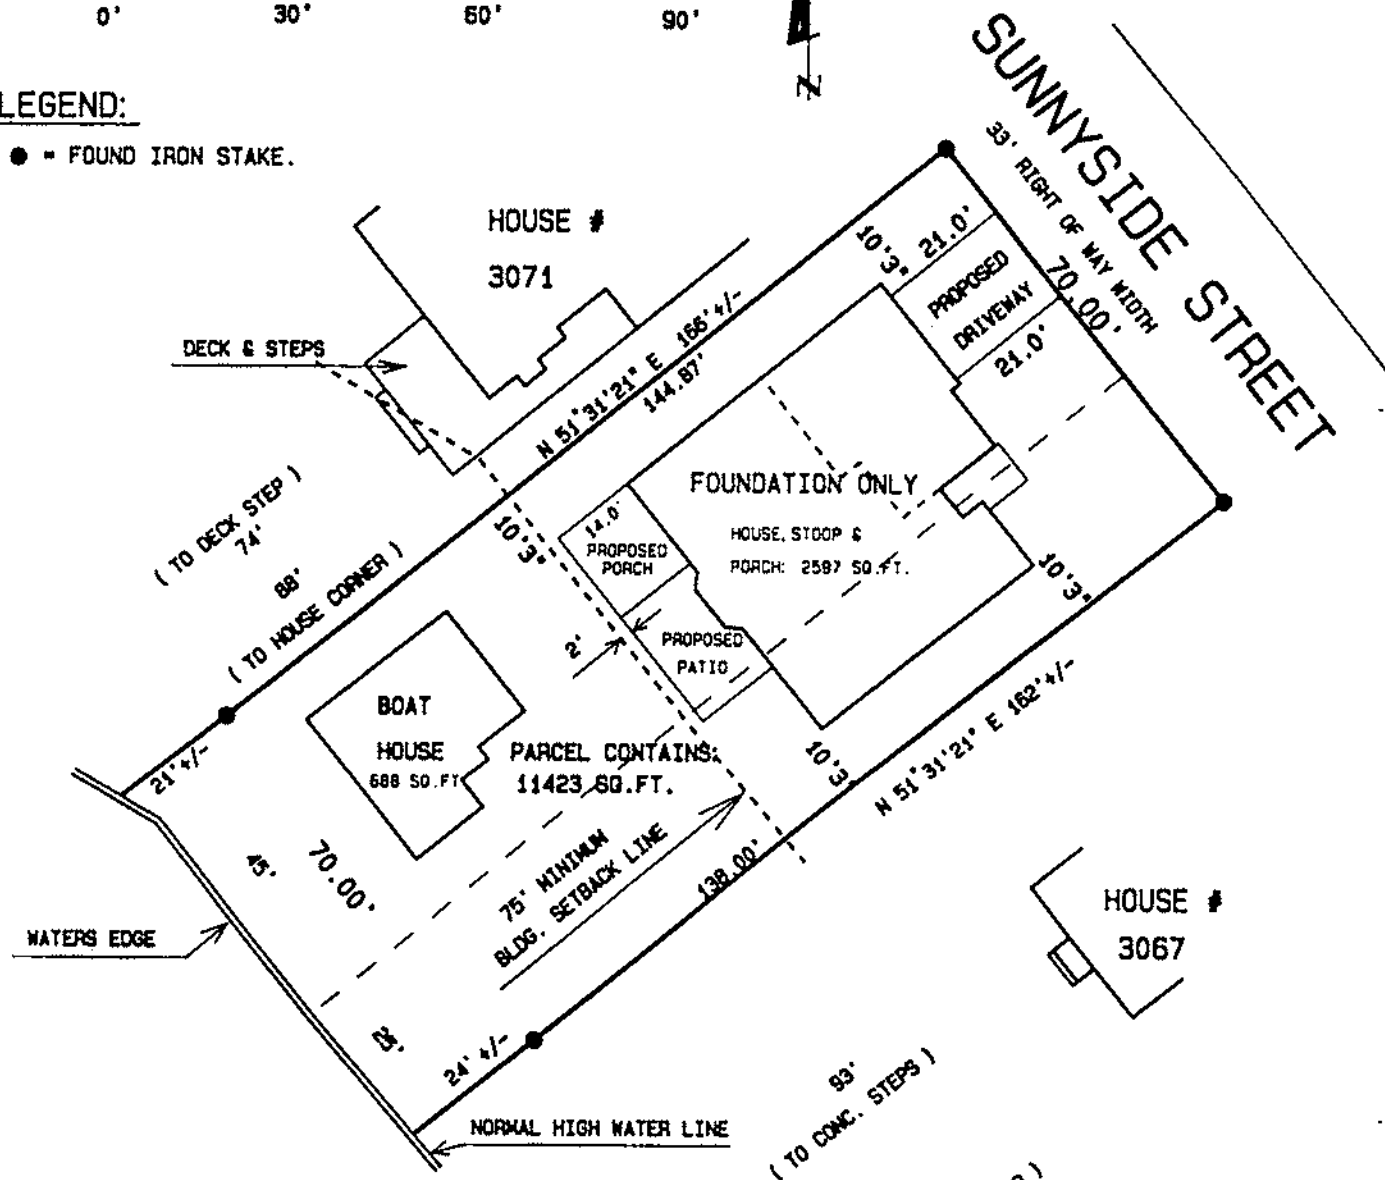 0' 30' 60' 90'
N
LEGEND:
● = FOUND IRON STAKE.
SUNNYSIDE STREET
33' RIGHT OF WAY WIDTH
70.00'
HOUSE #
3071
DECK & STEPS
N 51°31'21" E 166'+/-
144.87'
10'3"
21.0'
PROPOSED
DRIVEWAY
21.0'
FOUNDATION ONLY
HOUSE, STOOP &
PORCH: 2587 SQ.FT.
14.0'
PROPOSED
PORCH
10'3"
10'3"
( TO DECK STEP )
74'
88'
( TO HOUSE CORNER )
2'
PROPOSED
PATIO
BOAT
HOUSE
688 SQ.FT.
PARCEL CONTAINS:
11423 SQ.FT.
10'3"
N 51°31'21" E 162'+/-
21'+/-
45'
70.00'
75' MINIMUM
BLDG. SETBACK LINE
138.00'
HOUSE #
3067
WATERS EDGE
24' +/-
NORMAL HIGH WATER LINE
93'
( TO CONC. STEPS )